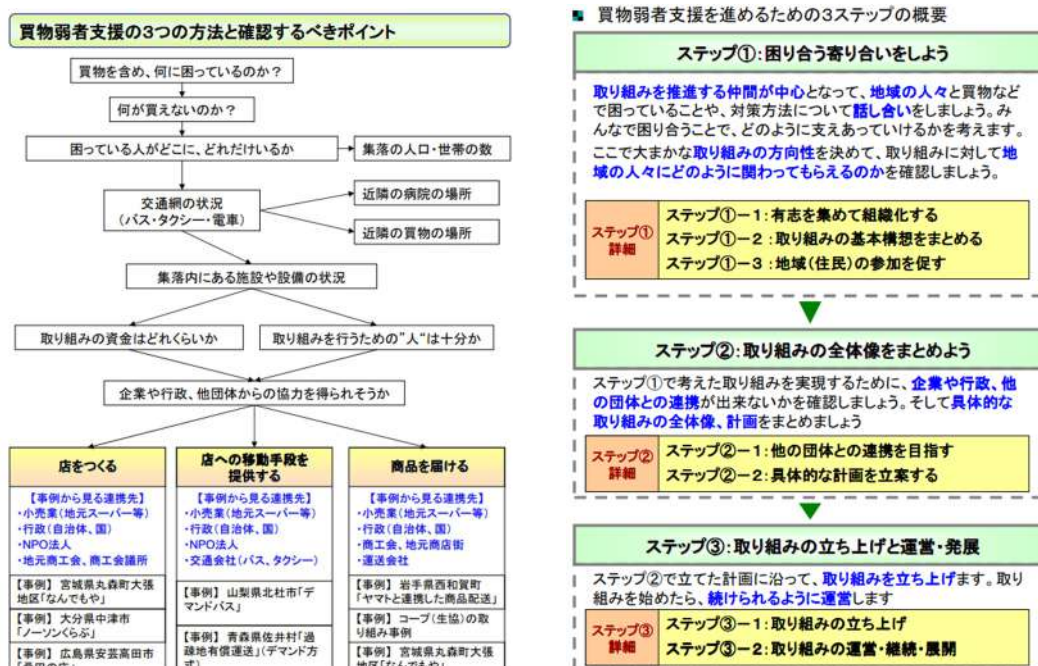 買物弱者支援の3つの方法と確認するべきポイント
買物を含め、何に困っているのか？
何が買えないのか？
困っている人がどこに、どれだけいるか
集落の人口・世帯の数
交通網の状況
（バス・タクシー・電車）
近隣の病院の場所
近隣の買物の場所
集落内にある施設や設備の状況
取り組みの資金はどれくらいか
取り組みを行うための"人"は十分か
企業や行政、他団体からの協力を得られそうか
店をつくる
【事例から見る連携先】
・小売業（地元スーパー等）
・行政（自治体、国）
・NPO法人
・地元商工会、商工会議所
【事例】 宮城県丸森町大張
地区「なんでもや」
【事例】 大分県中津市
「ノーソンくらぶ」
【事例】 広島県安芸高田市
店への移動手段を
提供する
【事例から見る連携先】
・小売業（地元スーパー等）
・行政（自治体、国）
・NPO法人
・交通会社（バス、タクシー）
【事例】 山梨県北杜市「デ
マンドバス」
【事例】 青森県佐井村「過
疎地有償運送」（デマンド方
式）
商品を届ける
【事例から見る連携先】
・小売業（地元スーパー等）
・行政（自治体、国）
・商工会、地元商店街
・運送会社
【事例】 岩手県西和賀町
「ヤマトと連携した商品配送」
【事例】 コープ（生協）の取
り組み事例
【事例】 宮城県丸森町大張
地区「なんでもや」
買物弱者支援を進めるための3ステップの概要
ステップ①：困り合う寄り合いをしよう
取り組みを推進する仲間が中心となって、地域の人々と買物など
で困っていることや、対策方法について話し合いをしましょう。み
んなで困り合うことで、どのように支えあっていけるかを考えます。
ここで大まかな取り組みの方向性を決めて、取り組みに対して地
域の人々にどのように関わってもらえるのかを確認しましょう。
ステップ①
詳細
ステップ①－1：有志を集めて組織化する
ステップ①－2：取り組みの基本構想をまとめる
ステップ①－3：地域（住民）の参加を促す
ステップ②：取り組みの全体像をまとめよう
ステップ①で考えた取り組みを実現するために、企業や行政、他
の団体との連携が出来ないかを確認しましょう。そして具体的な
取り組みの全体像、計画をまとめましょう
ステップ②
詳細
ステップ②－1：他の団体との連携を目指す
ステップ②－2：具体的な計画を立案する
ステップ③：取り組みの立ち上げと運営・発展
ステップ②で立てた計画に沿って、取り組みを立ち上げます。取り
組みを始めたら、続けられるように運営します
ステップ③
詳細
ステップ③－1：取り組みの立ち上げ
ステップ③－2：取り組みの運営・継続・展開